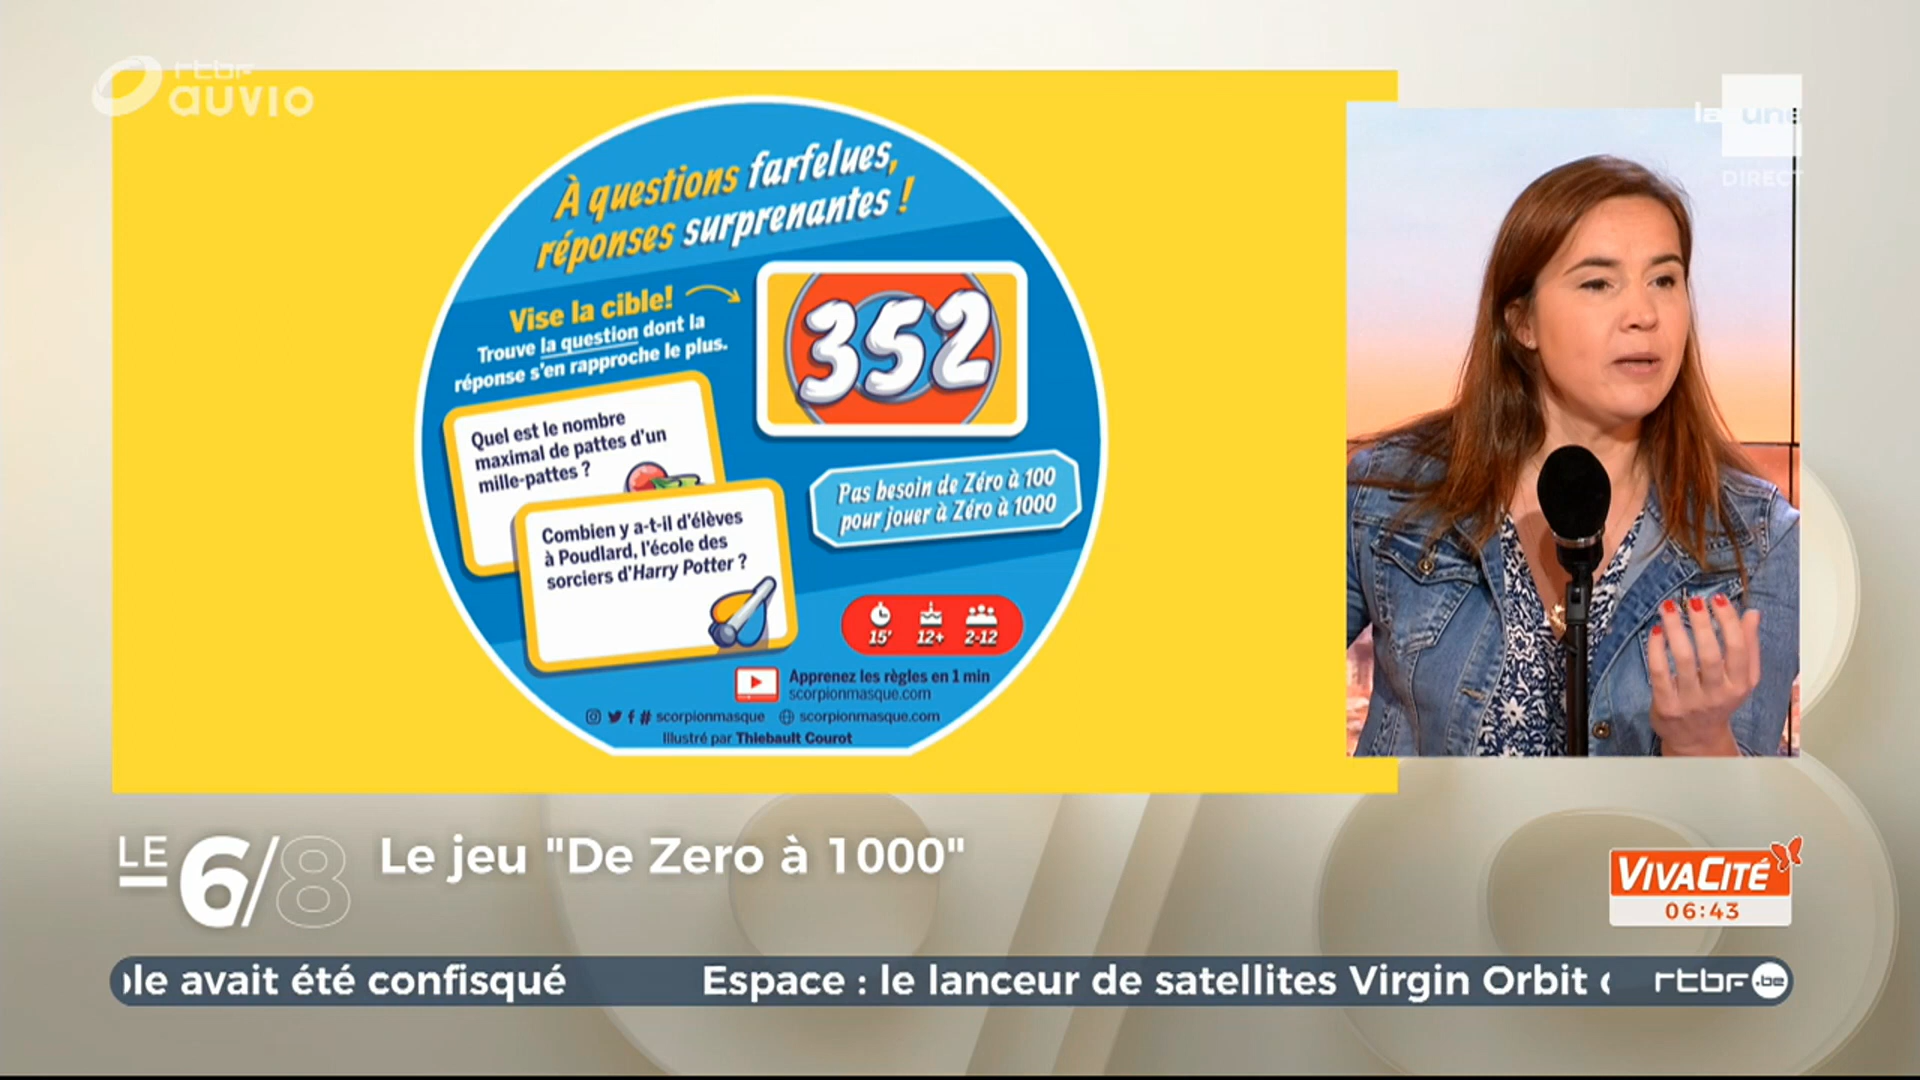 rtbf
auvio
la une
DIRECT
À questions farfelues,
réponses surprenantes !
Vise la cible!
Trouve la question dont la
réponse s'en rapproche le plus.
352
Quel est le nombre
maximal de pattes d'un
mille-pattes ?
Combien y a-t-il d'élèves
à Poudlard, l'école des
sorciers d'Harry Potter ?
Pas besoin de Zéro à 100
pour jouer à Zéro à 1000
15' 12+ 2-12
Apprenez les règles en 1 min
scorpionmasque.com
# scorpionmasque scorpionmasque.com
Illustré par Thiebault Courot
LE 6/8
Le jeu "De Zero à 1000"
VIVACITÉ
06:43
avait été confisqué Espace : le lanceur de satellites Virgin Orbit
rtbf.be